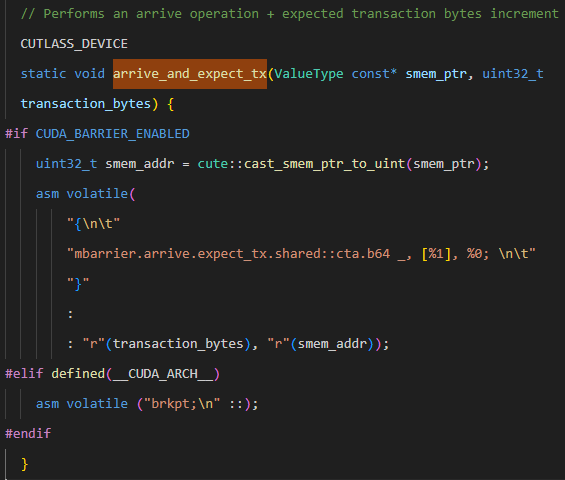 // Performs an arrive operation + expected transaction bytes increment
CUTLASS_DEVICE
static void arrive_and_expect_tx(ValueType const* smem_ptr, uint32_t
transaction_bytes) {
#if CUDA_BARRIER_ENABLED
uint32_t smem_addr = cute::cast_smem_ptr_to_uint(smem_ptr);
asm volatile(
"{\n\t"
"mbarrier.arrive.expect_tx.shared::cta.b64 _, [%1], %0; \n\t"
"}"
:
: "r"(transaction_bytes), "r"(smem_addr));
#elif defined(__CUDA_ARCH__)
asm volatile ("brkpt;\n" ::);
#endif
}